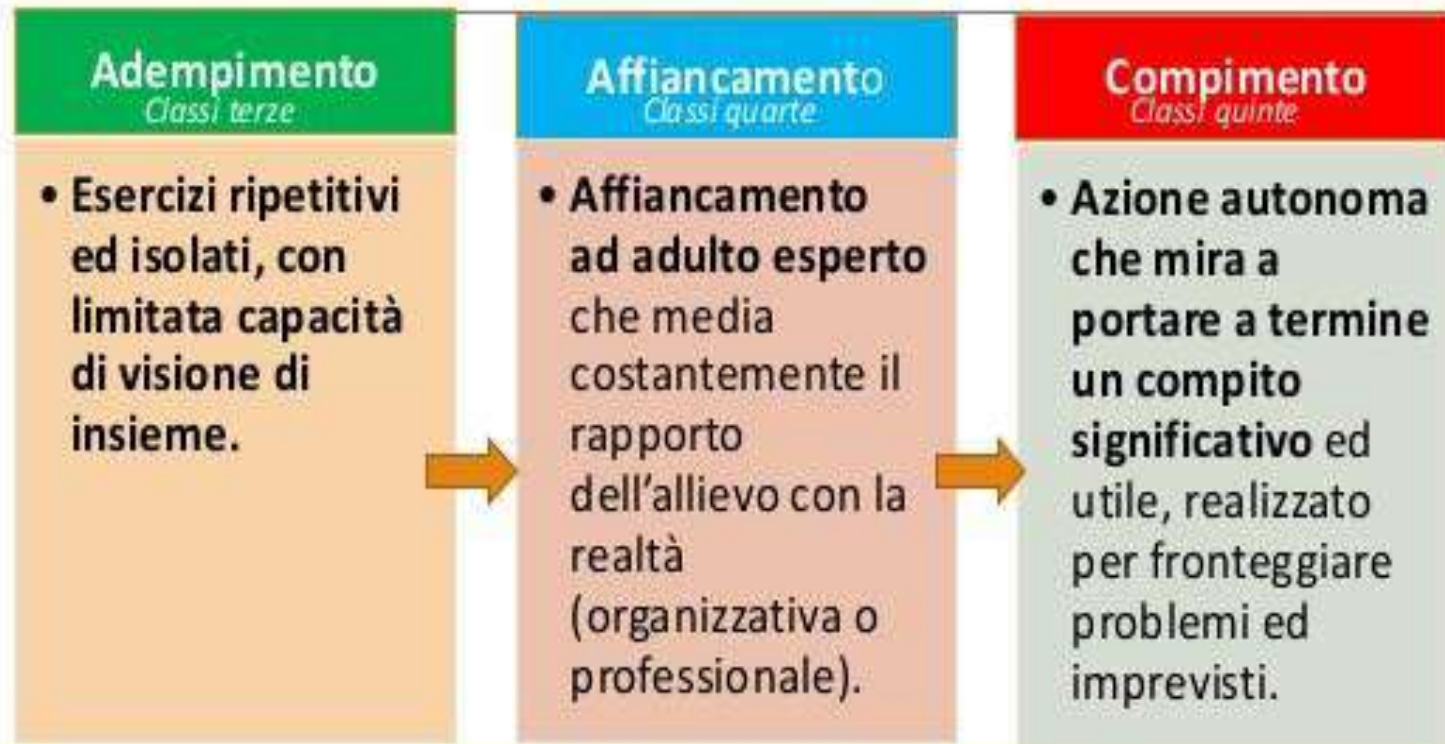 Adempimento
Classi terze
• Esercizi ripetitivi
ed isolati, con
limitata capacità
di visione di
insieme.
Affiancamento
Classi quarte
• Affiancamento
ad adulto esperto
che media
costantemente il
rapporto
dell'allievo con la
realtà
(organizzativa o
professionale).
Compimento
Classi quinte
• Azione autonoma
che mira a
portare a termine
un compito
significativo ed
utile, realizzato
per fronteggiare
problemi ed
imprevisti.